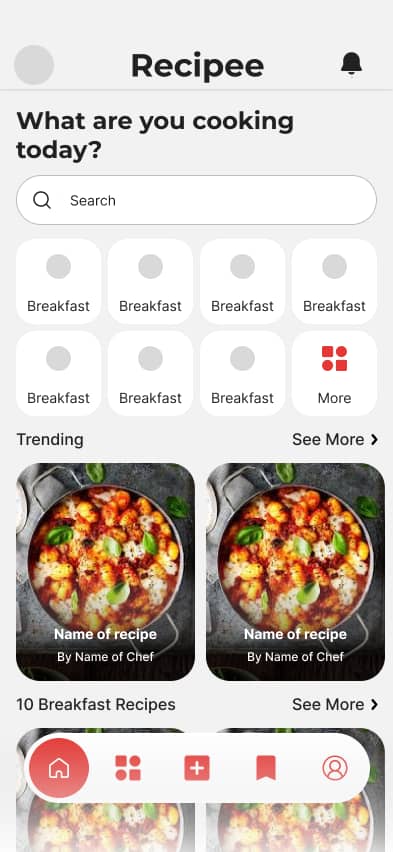 Recipee
What are you cooking
today?
Search
Breakfast
Breakfast
Breakfast
Breakfast
Breakfast
Breakfast
Breakfast
More
Trending
See More
Name of recipe
By Name of Chef
Name of recipe
By Name of Chef
10 Breakfast Recipes
See More